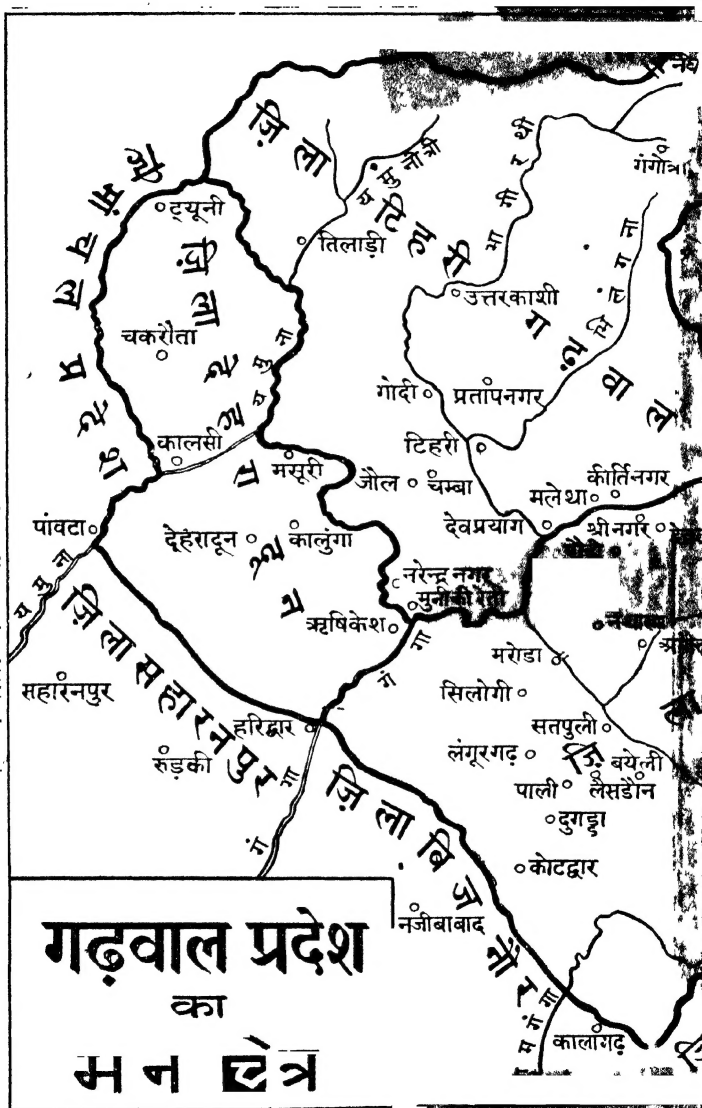 ज़िला
टिहरी
गढ़वाल
गंगोत्री
यमुनौत्री
भागीरथी
हीमांचल प्रदेश
ट्यूनी
तिलाड़ी
ज़िला देहरादून
उत्तरकाशी
चकरौता
यमुना
गोदी
प्रतापनगर
टिहरी
कालसी
मंसूरी
जौल
चम्बा
मलेथा
कीर्तिनगर
पांवटा
देहरादून
कालुंगा
देवप्रयाग
श्रीनगर
पौड़ी
नरेन्द्र नगर
मुनीकी रेती
यमुना
ऋषिकेश
गंगा
मरोडा
सहारनपुर
ज़िला सहारनपुर
सिलोगी
हरिद्वार
सतपुली
रुड़की
लंगूरगढ़
ज़ि
बयेली
पाली
लैसडौन
ला
दुगड्डा
गंगा
ज़िला बिजनौर
कोटद्वार
नजीबाबाद
गढ़वाल प्रदेश
का
मानचित्र
कालागढ़